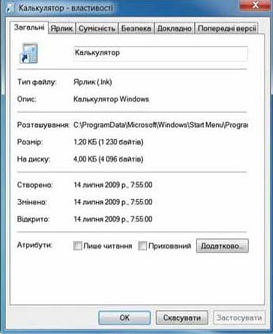 Калькулятор - властивості
Загальні Ярлик Сумісність Безпека Докладно Попередні версії
Калькулятор
Тип файлу: Ярлик (.lnk)
Опис: Калькулятор Windows
Розташування: C:\ProgramData\Microsoft\Windows\Start Menu\Progran
Розмір: 1,20 КБ (1 230 байтів)
На диску: 4,00 КБ (4 096 байтів)
Створено: 14 липня 2009 р., 7:55:00
Змінено: 14 липня 2009 р., 7:55:00
Відкрито: 14 липня 2009 р., 7:55:00
Атрибути: Лише читання Прихований Додатково...
ОК Скасувати Застосувати